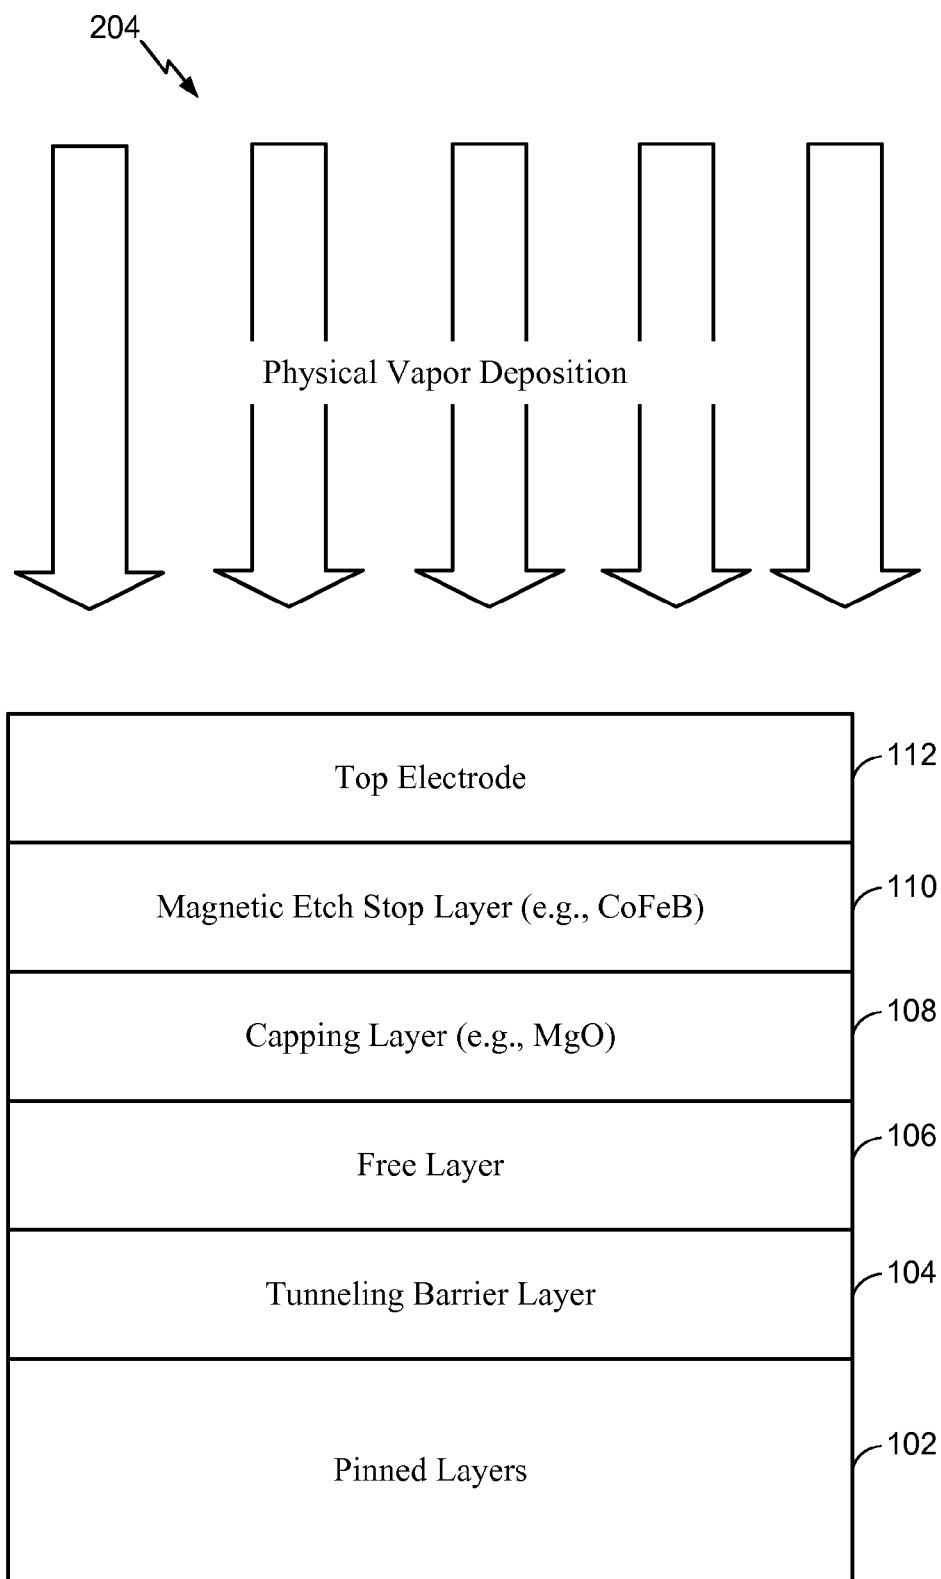 204
Physical Vapor Deposition
Top Electrode
112
Magnetic Etch Stop Layer (e.g., CoFeB)
110
Capping Layer (e.g., MgO)
108
Free Layer
106
Tunneling Barrier Layer
104
Pinned Layers
102